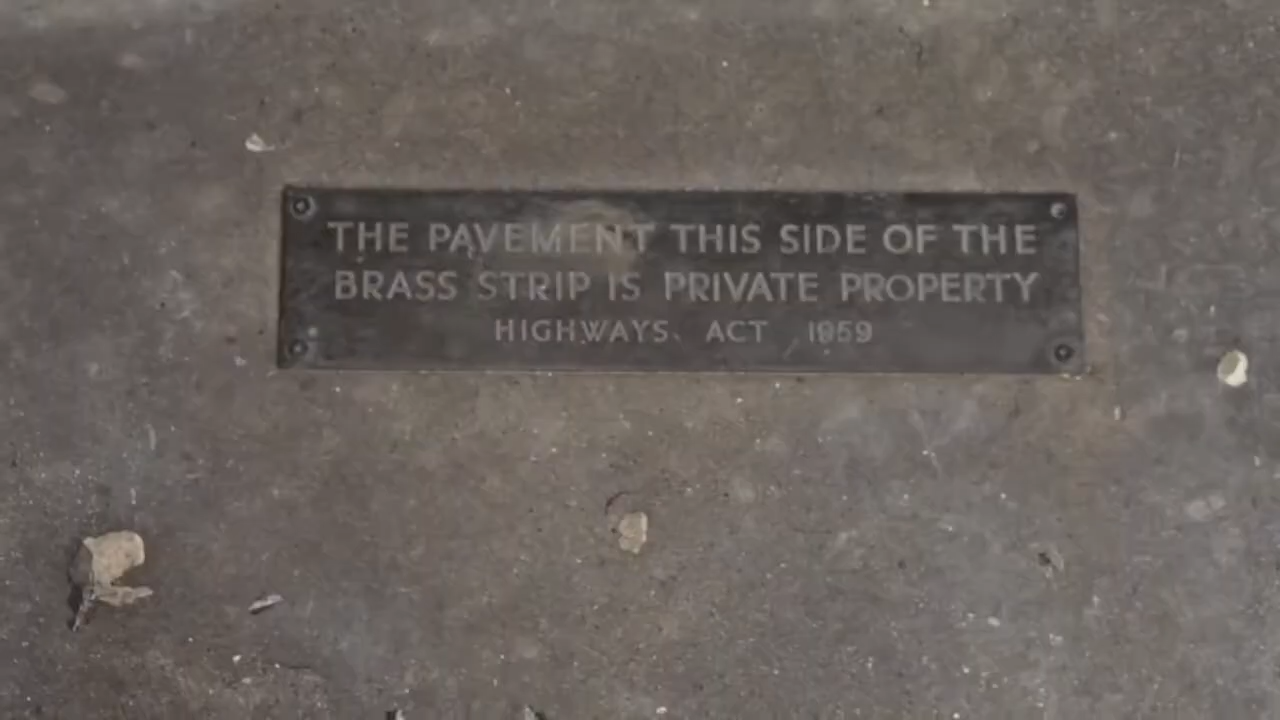 THE PAVEMENT THIS SIDE OF THE
BRASS STRIP IS PRIVATE PROPERTY
HIGHWAYS ACT 1959